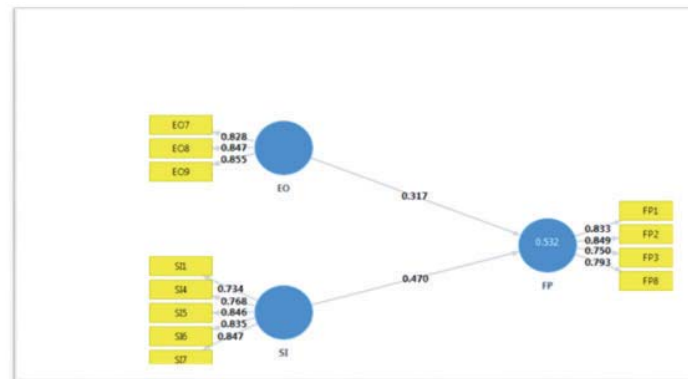 EO7
EO8
EO9
0.828
0.847
0.855
EO
0.317
SI1
SI4
SI5
SI6
SI7
0.734
0.768
0.846
0.835
0.847
SI
0.470
0.532
FP
0.833
0.849
0.750
0.793
FP1
FP2
FP3
FP8